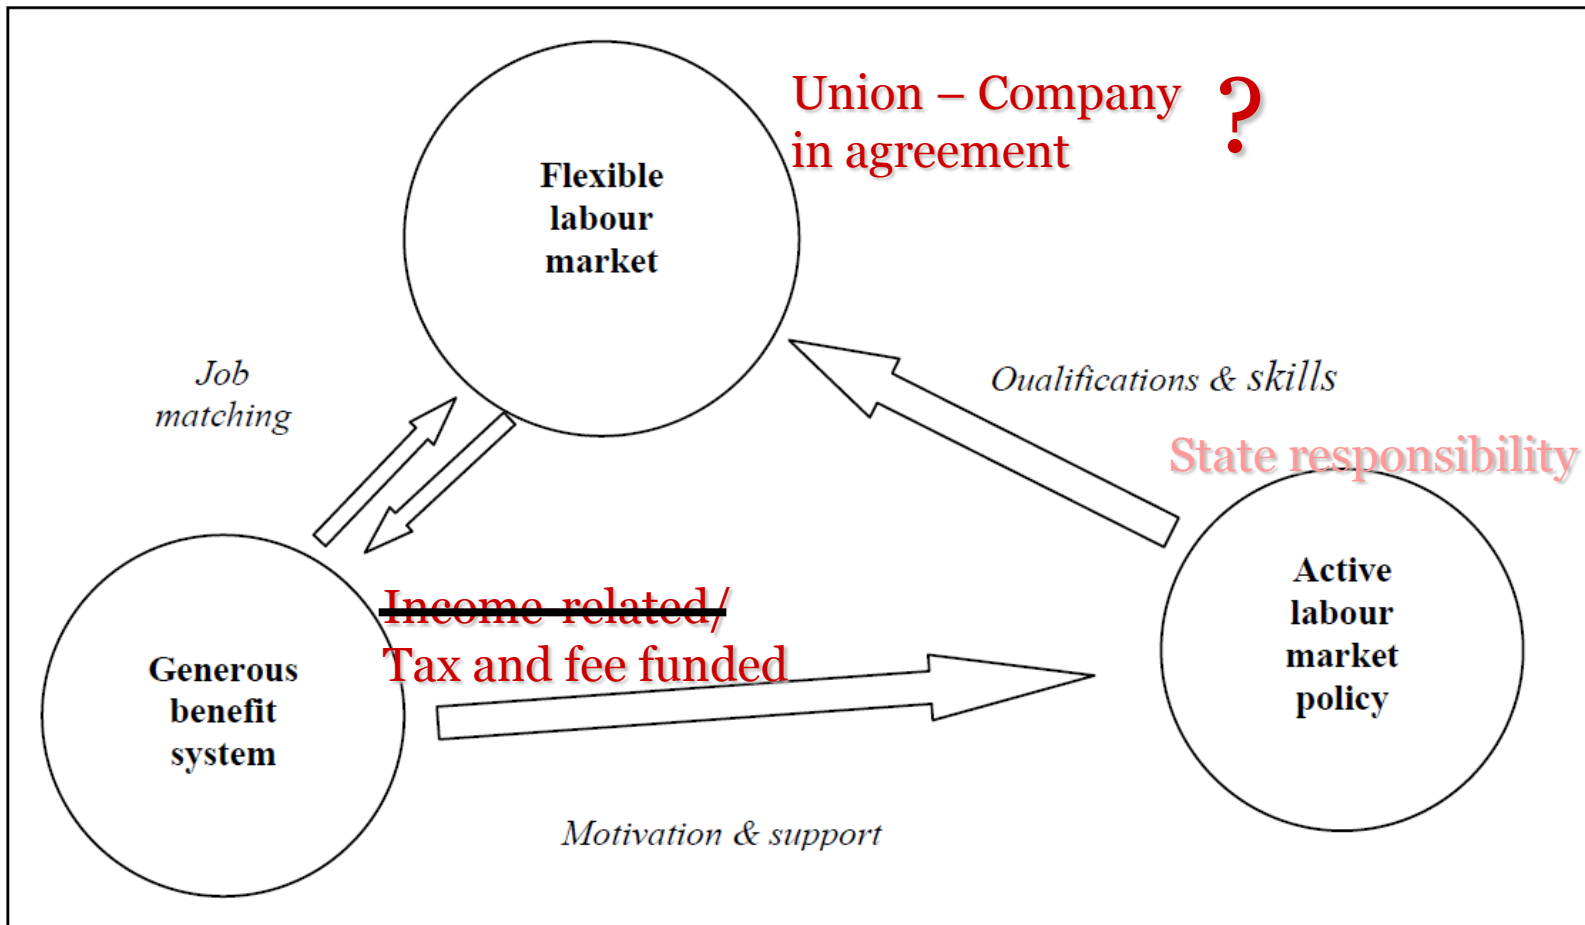 Union – Company ?
in agreement
Flexible
labour
market
Job
matching
Oualifications & skills
State responsibility
Income-related/
Tax and fee funded
Generous
benefit
system
Active
labour
market
policy
Motivation & support